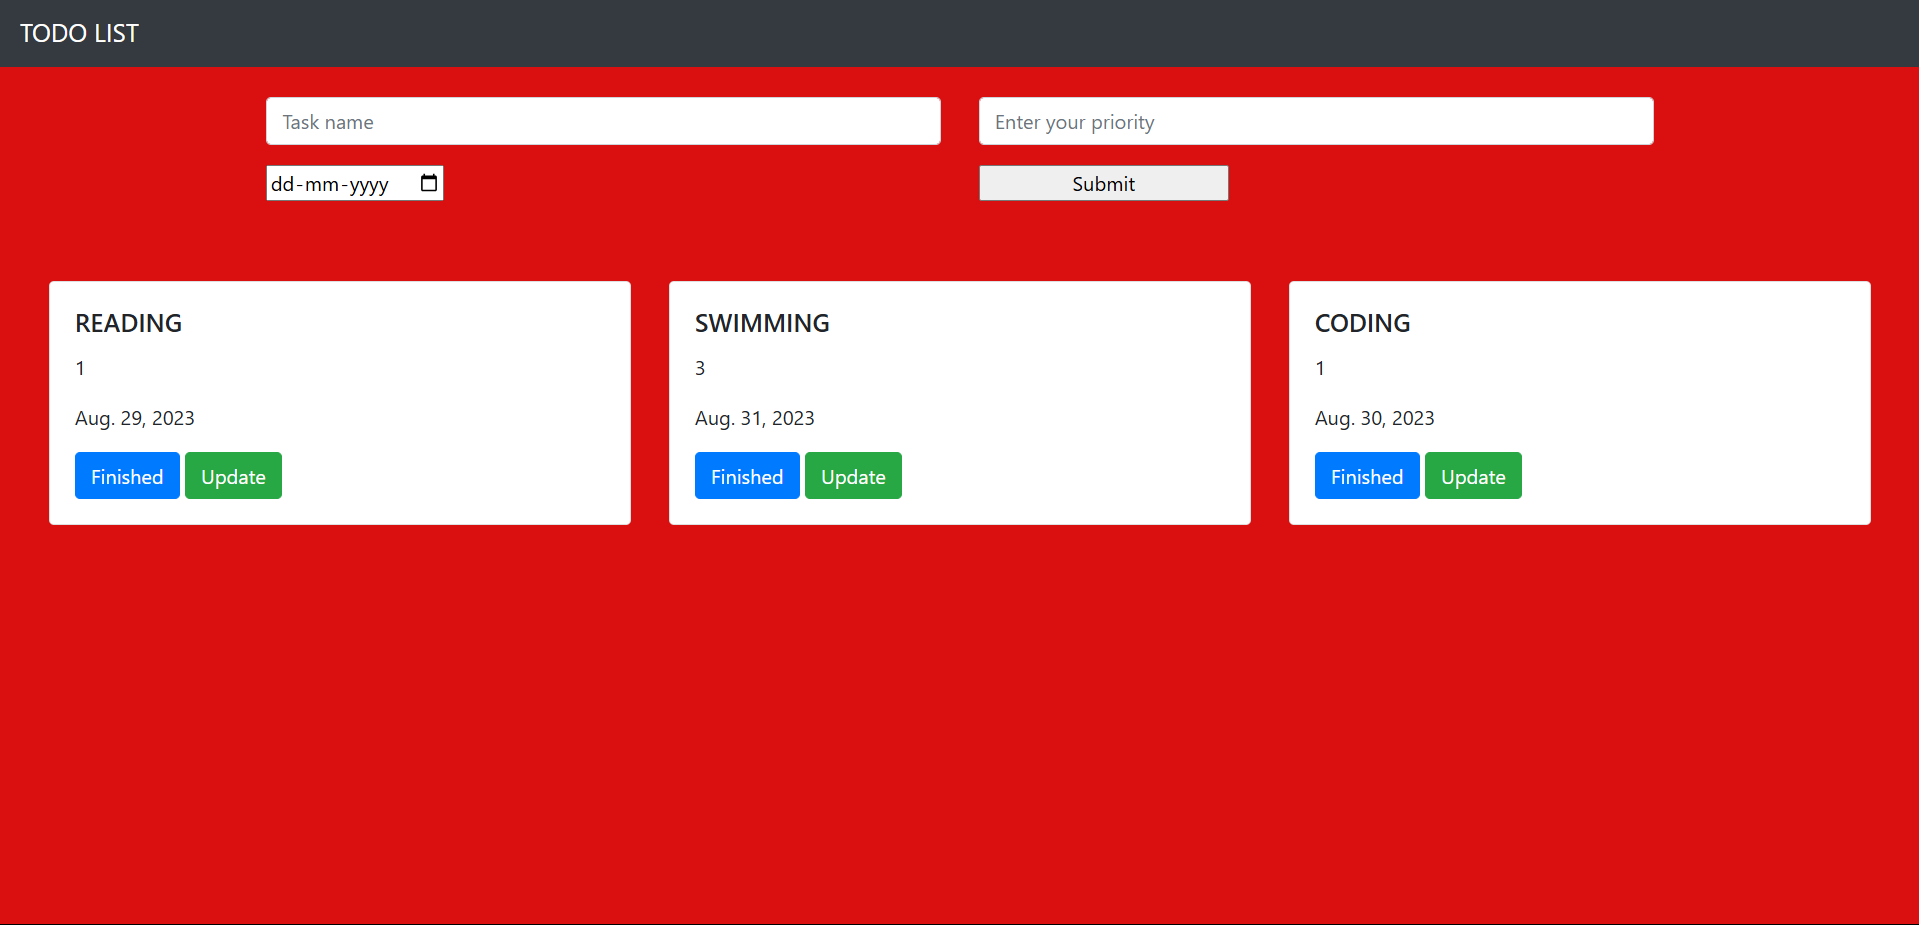 TODO LIST
Task name
Enter your priority
dd-mm-yyyy
Submit
READING
1
Aug. 29, 2023
Finished Update
SWIMMING
3
Aug. 31, 2023
Finished Update
CODING
1
Aug. 30, 2023
Finished Update